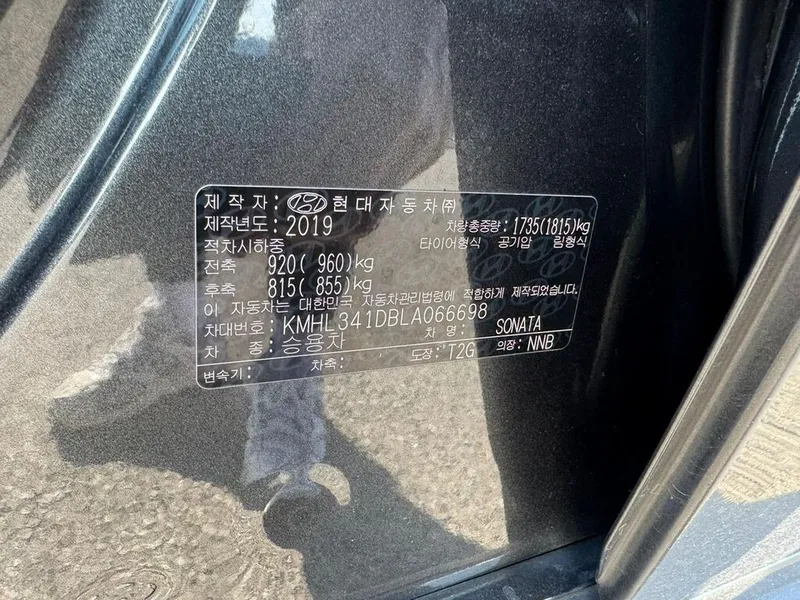 제 작 자 : 현대자동차㈜
제작년도 : 2019 차량총중량 : 1735(1815)kg
적차시하중 타이어형식 공기압 림형식
전축 920( 960)kg
후축 815( 855)kg
이 자동차는 대한민국 자동차관리법령에 적합하게 제작되었습니다.
차대번호 : KMHL341DBLA066698 차 명 : SONATA
차 종 : 승용차
변속기 : 차축 : 도장 : T2G 의장 : NNB